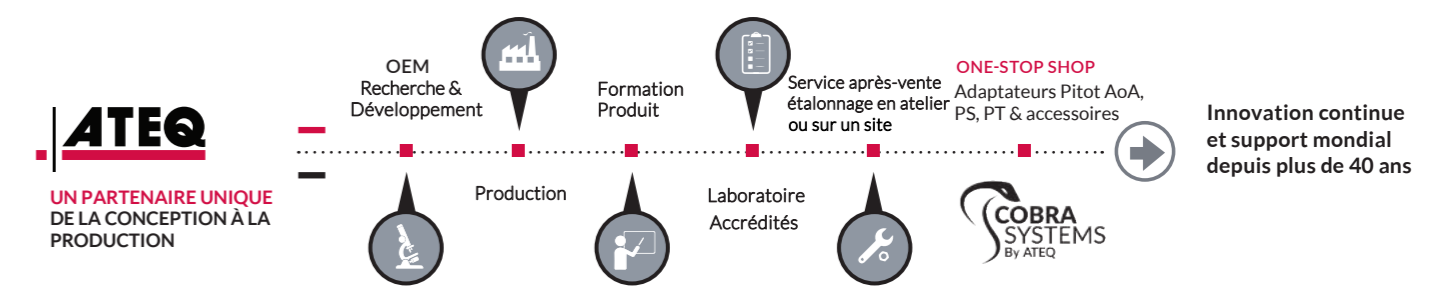 ATEQ
UN PARTENAIRE UNIQUE
DE LA CONCEPTION À LA
PRODUCTION
OEM
Recherche &
Développement
Production
Formation
Produit
Laboratoire
Accrédités
Service après-vente
étalonnage en atelier
ou sur un site
ONE-STOP SHOP
Adaptateurs Pitot AoA,
PS, PT & accessoires
COBRA
SYSTEMS
By ATEQ
Innovation continue
et support mondial
depuis plus de 40 ans